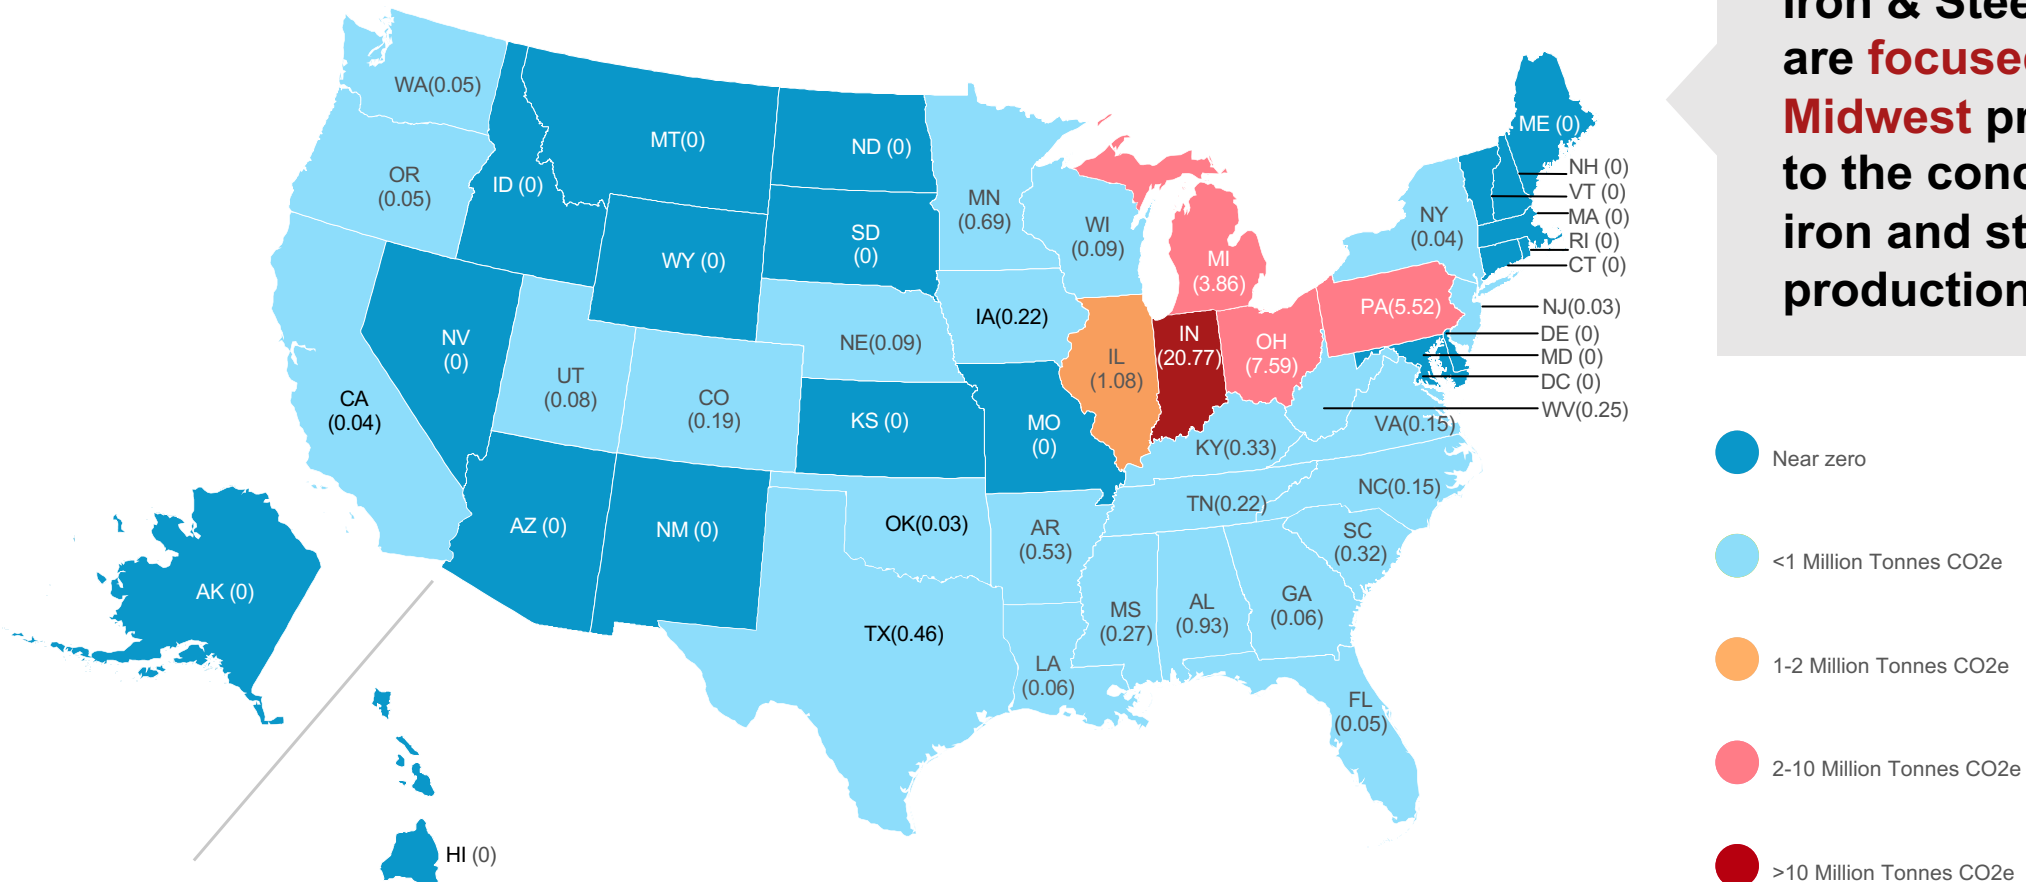 WA(0.05)
OR
(0.05)
ID (0)
MT(0)
ND (0)
MN
(0.69)
WI
(0.09)
SD
(0)
WY (0)
MI
(3.86)
NY
(0.04)
ME (0)
NH (0)
VT (0)
MA (0)
RI (0)
CT (0)
NJ(0.03)
DE (0)
MD (0)
DC (0)
WV(0.25)
PA(5.52)
NV
(0)
UT
(0.08)
CO
(0.19)
NE(0.09)
IA(0.22)
IL
(1.08)
IN
(20.77)
OH
(7.59)
CA
(0.04)
KS (0)
MO
(0)
KY(0.33)
VA(0.15)
AZ (0)
NM (0)
OK(0.03)
AR
(0.53)
TN(0.22)
NC(0.15)
SC
(0.32)
AK (0)
TX(0.46)
LA
(0.06)
MS
(0.27)
AL
(0.93)
GA
(0.06)
FL
(0.05)
HI (0)
Iron & Stee
are focuse
Midwest pr
to the conc
iron and st
production
Near zero
<1 Million Tonnes CO2e
1-2 Million Tonnes CO2e
2-10 Million Tonnes CO2e
>10 Million Tonnes CO2e